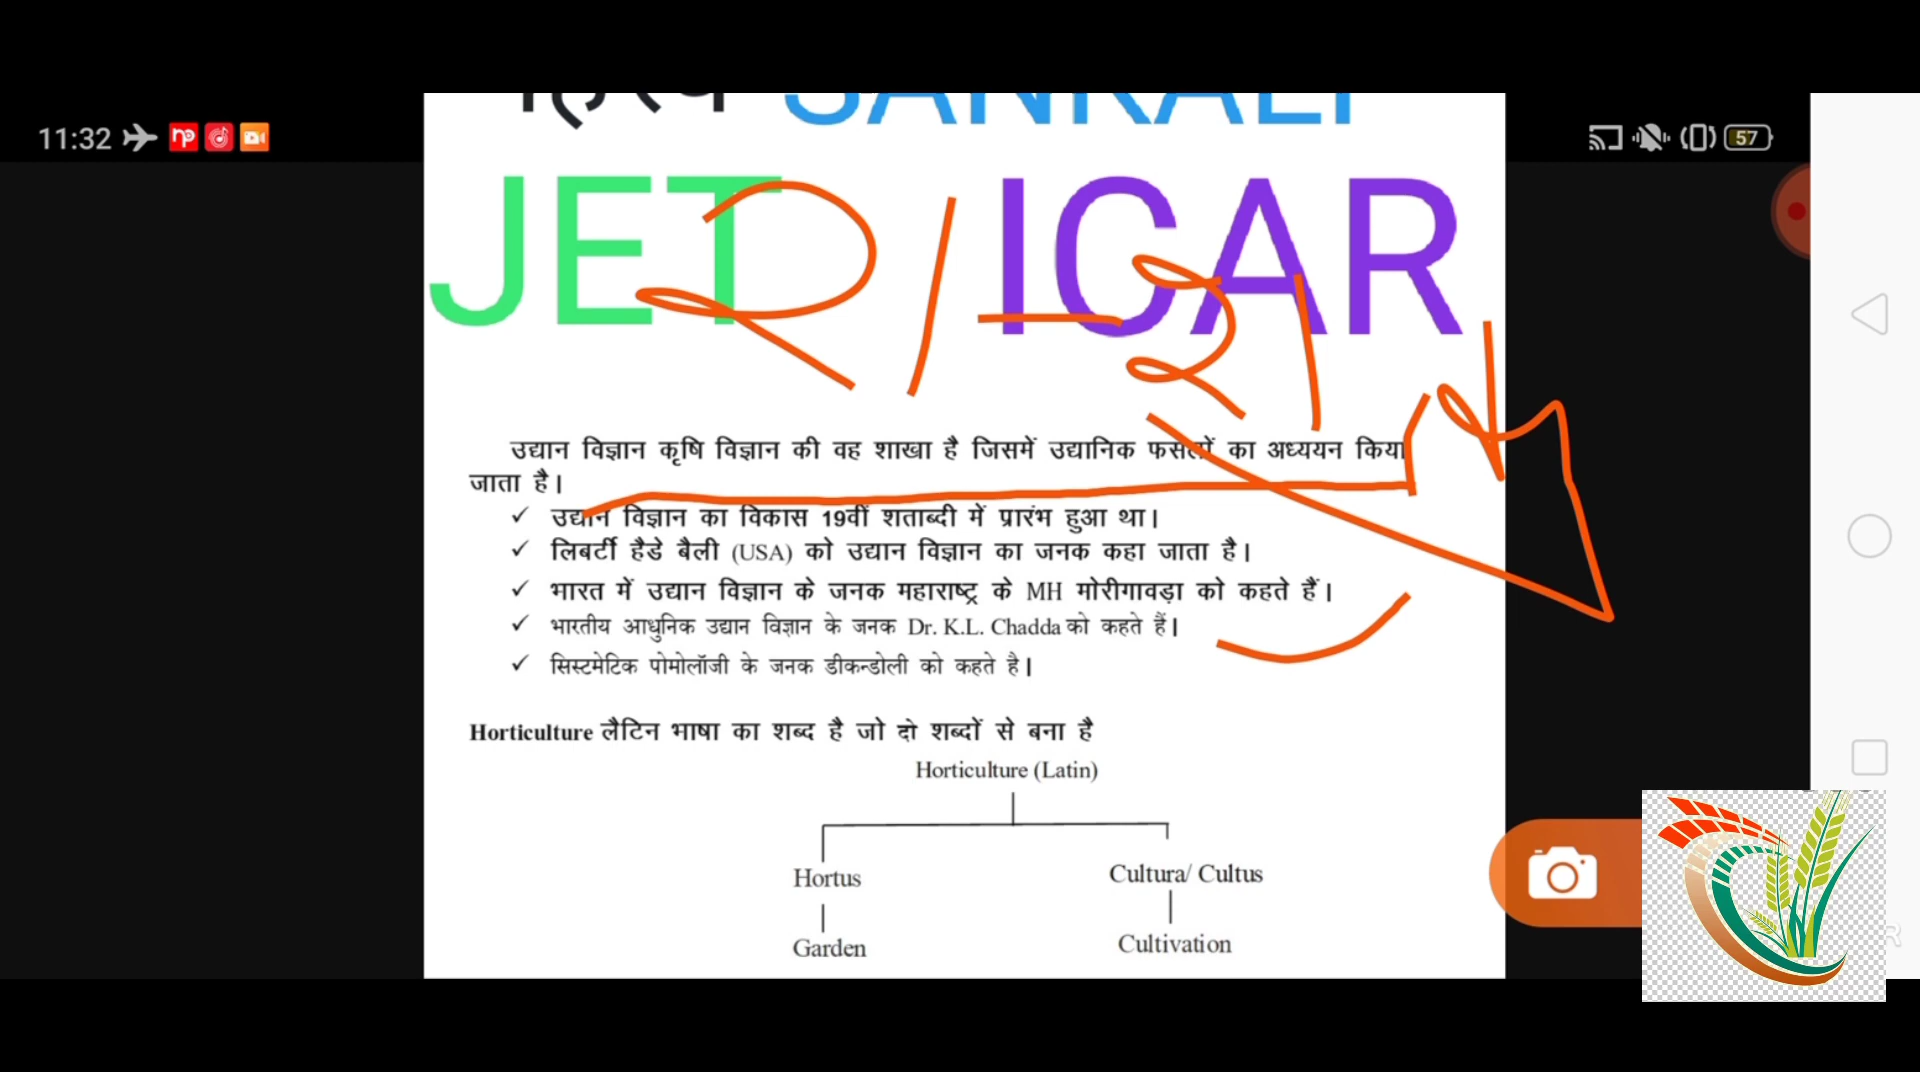 11:32
57
SANKALP
JET ICAR
उद्यान विज्ञान कृषि विज्ञान की वह शाखा है जिसमें उद्यानिक फसलों का अध्ययन किया
जाता है।
✓ उद्यान विज्ञान का विकास 19वीं शताब्दी में प्रारंभ हुआ था।
✓ लिबर्टी हैडे बैली (USA) को उद्यान विज्ञान का जनक कहा जाता है।
✓ भारत में उद्यान विज्ञान के जनक महाराष्ट्र के MH मोरीगावड़ा को कहते हैं।
✓ भारतीय आधुनिक उद्यान विज्ञान के जनक Dr. K.L. Chadda को कहते हैं।
✓ सिस्टमेटिक पोमोलॉजी के जनक डीकन्डोली को कहते है।
Horticulture लैटिन भाषा का शब्द है जो दो शब्दों से बना है
Horticulture (Latin)
Hortus Cultura/ Cultus
Garden Cultivation